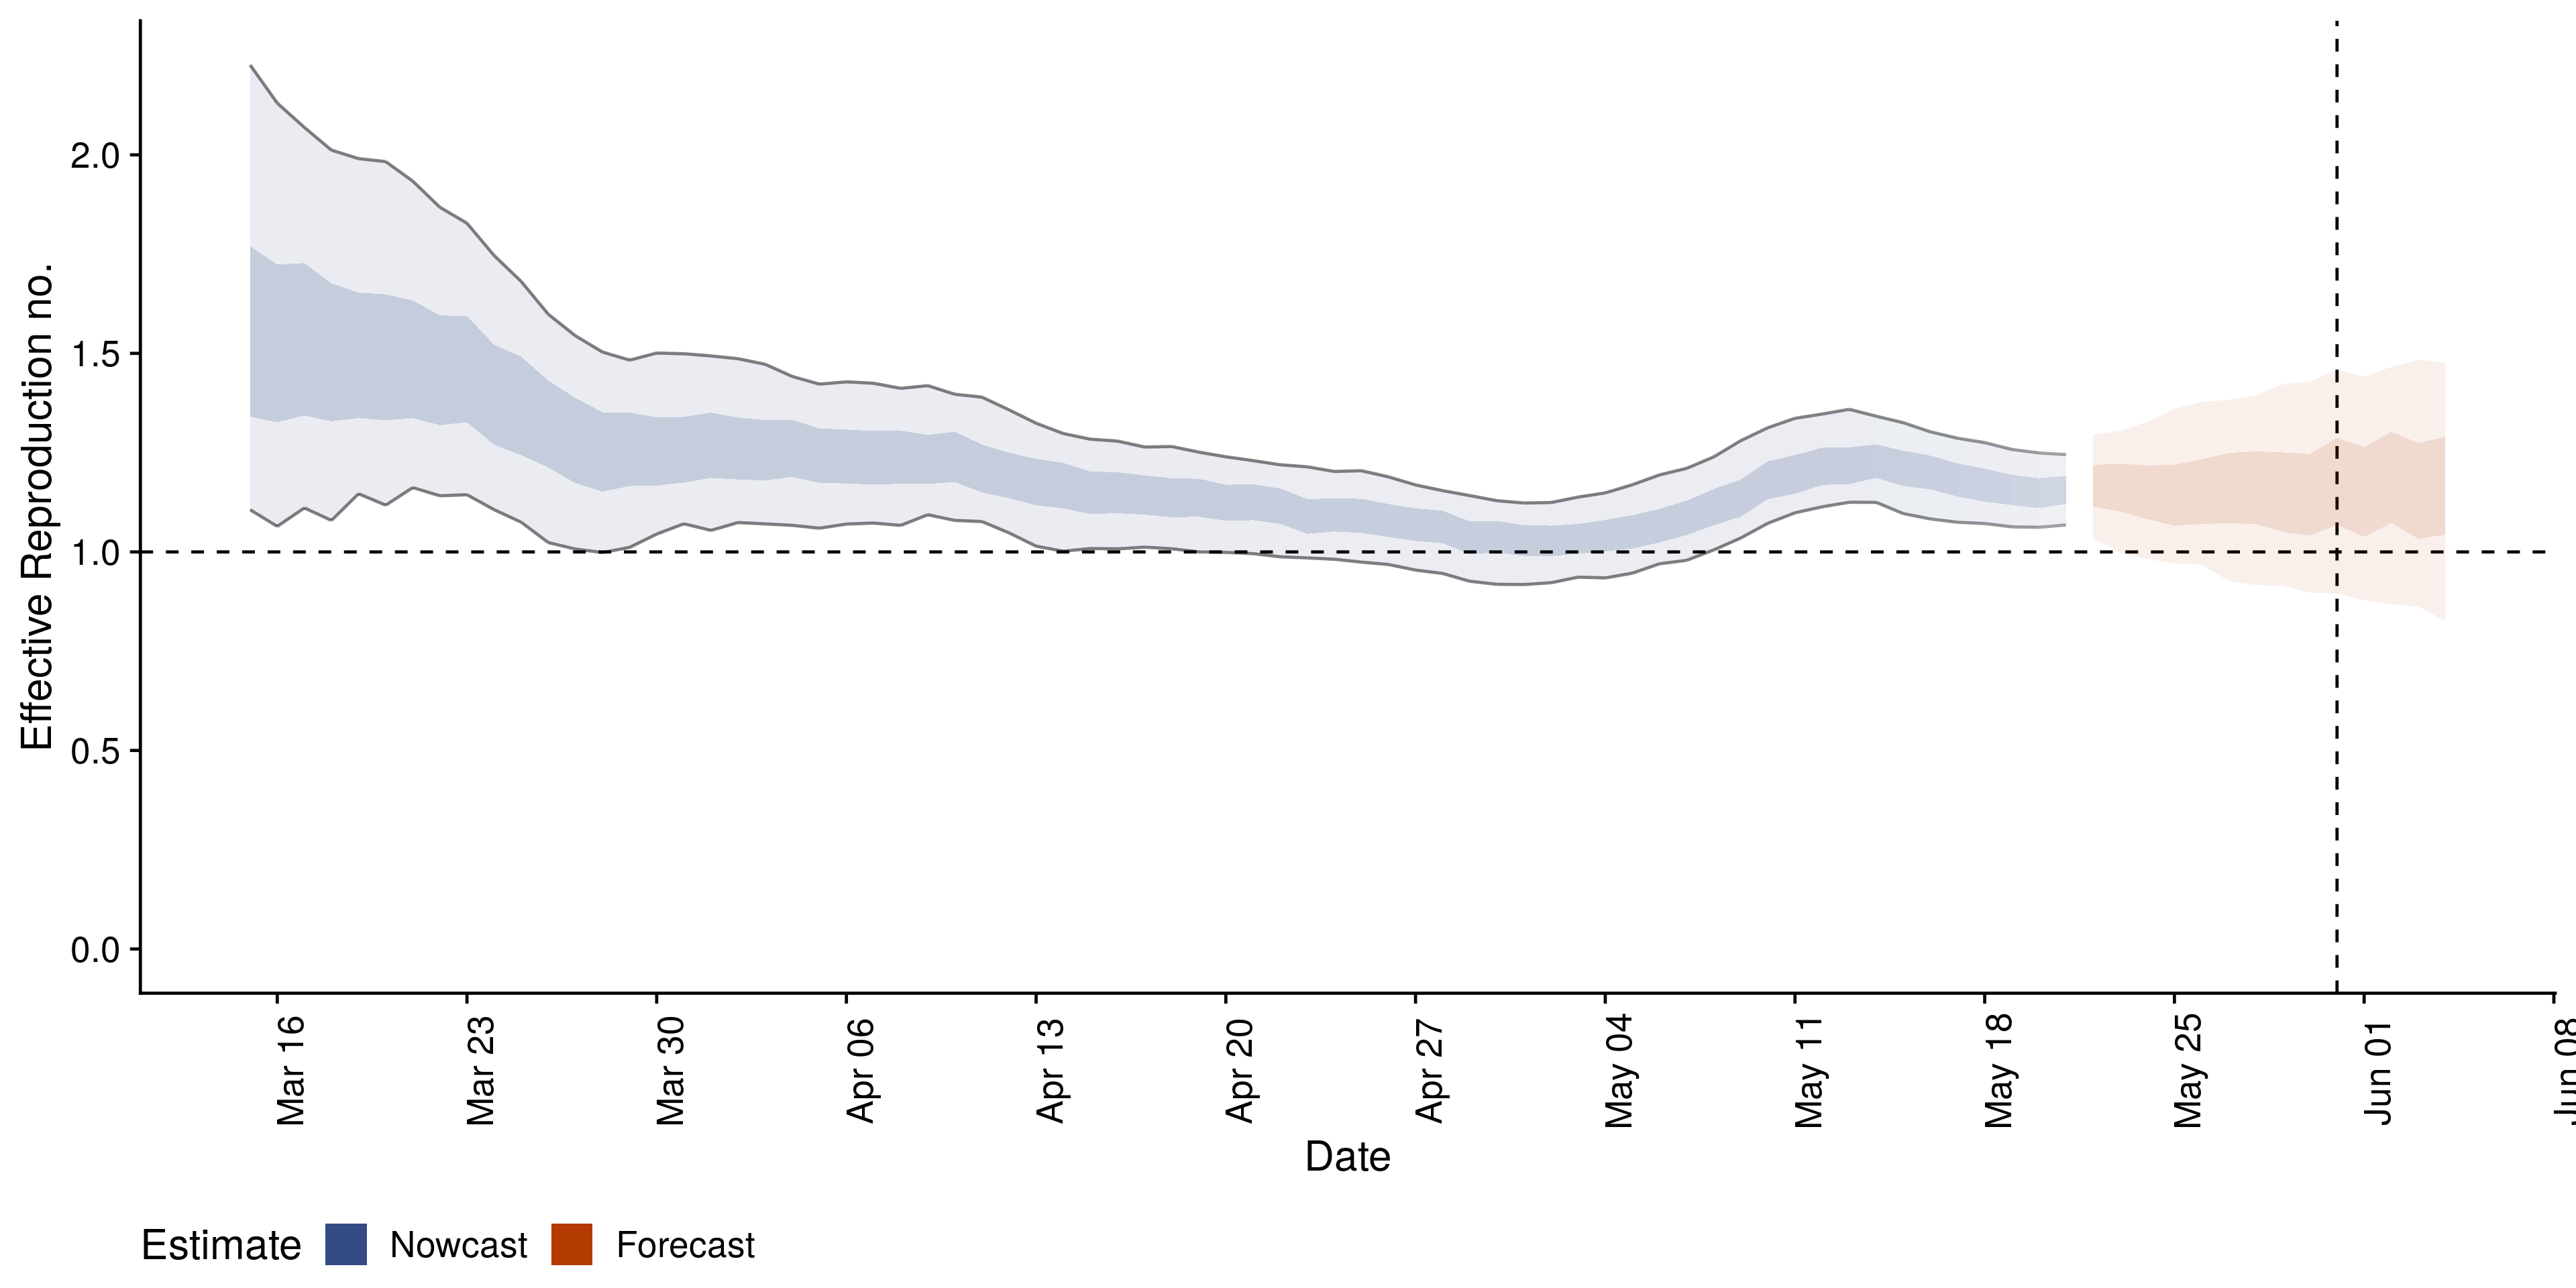 Effective Reproduction no.
2.0
1.5
1.0
0.5
0.0
Mar 16
Mar 23
Mar 30
Apr 06
Apr 13
Apr 20
Apr 27
May 04
May 11
May 18
May 25
Jun 01
Jun 08
Date
Estimate Nowcast Forecast